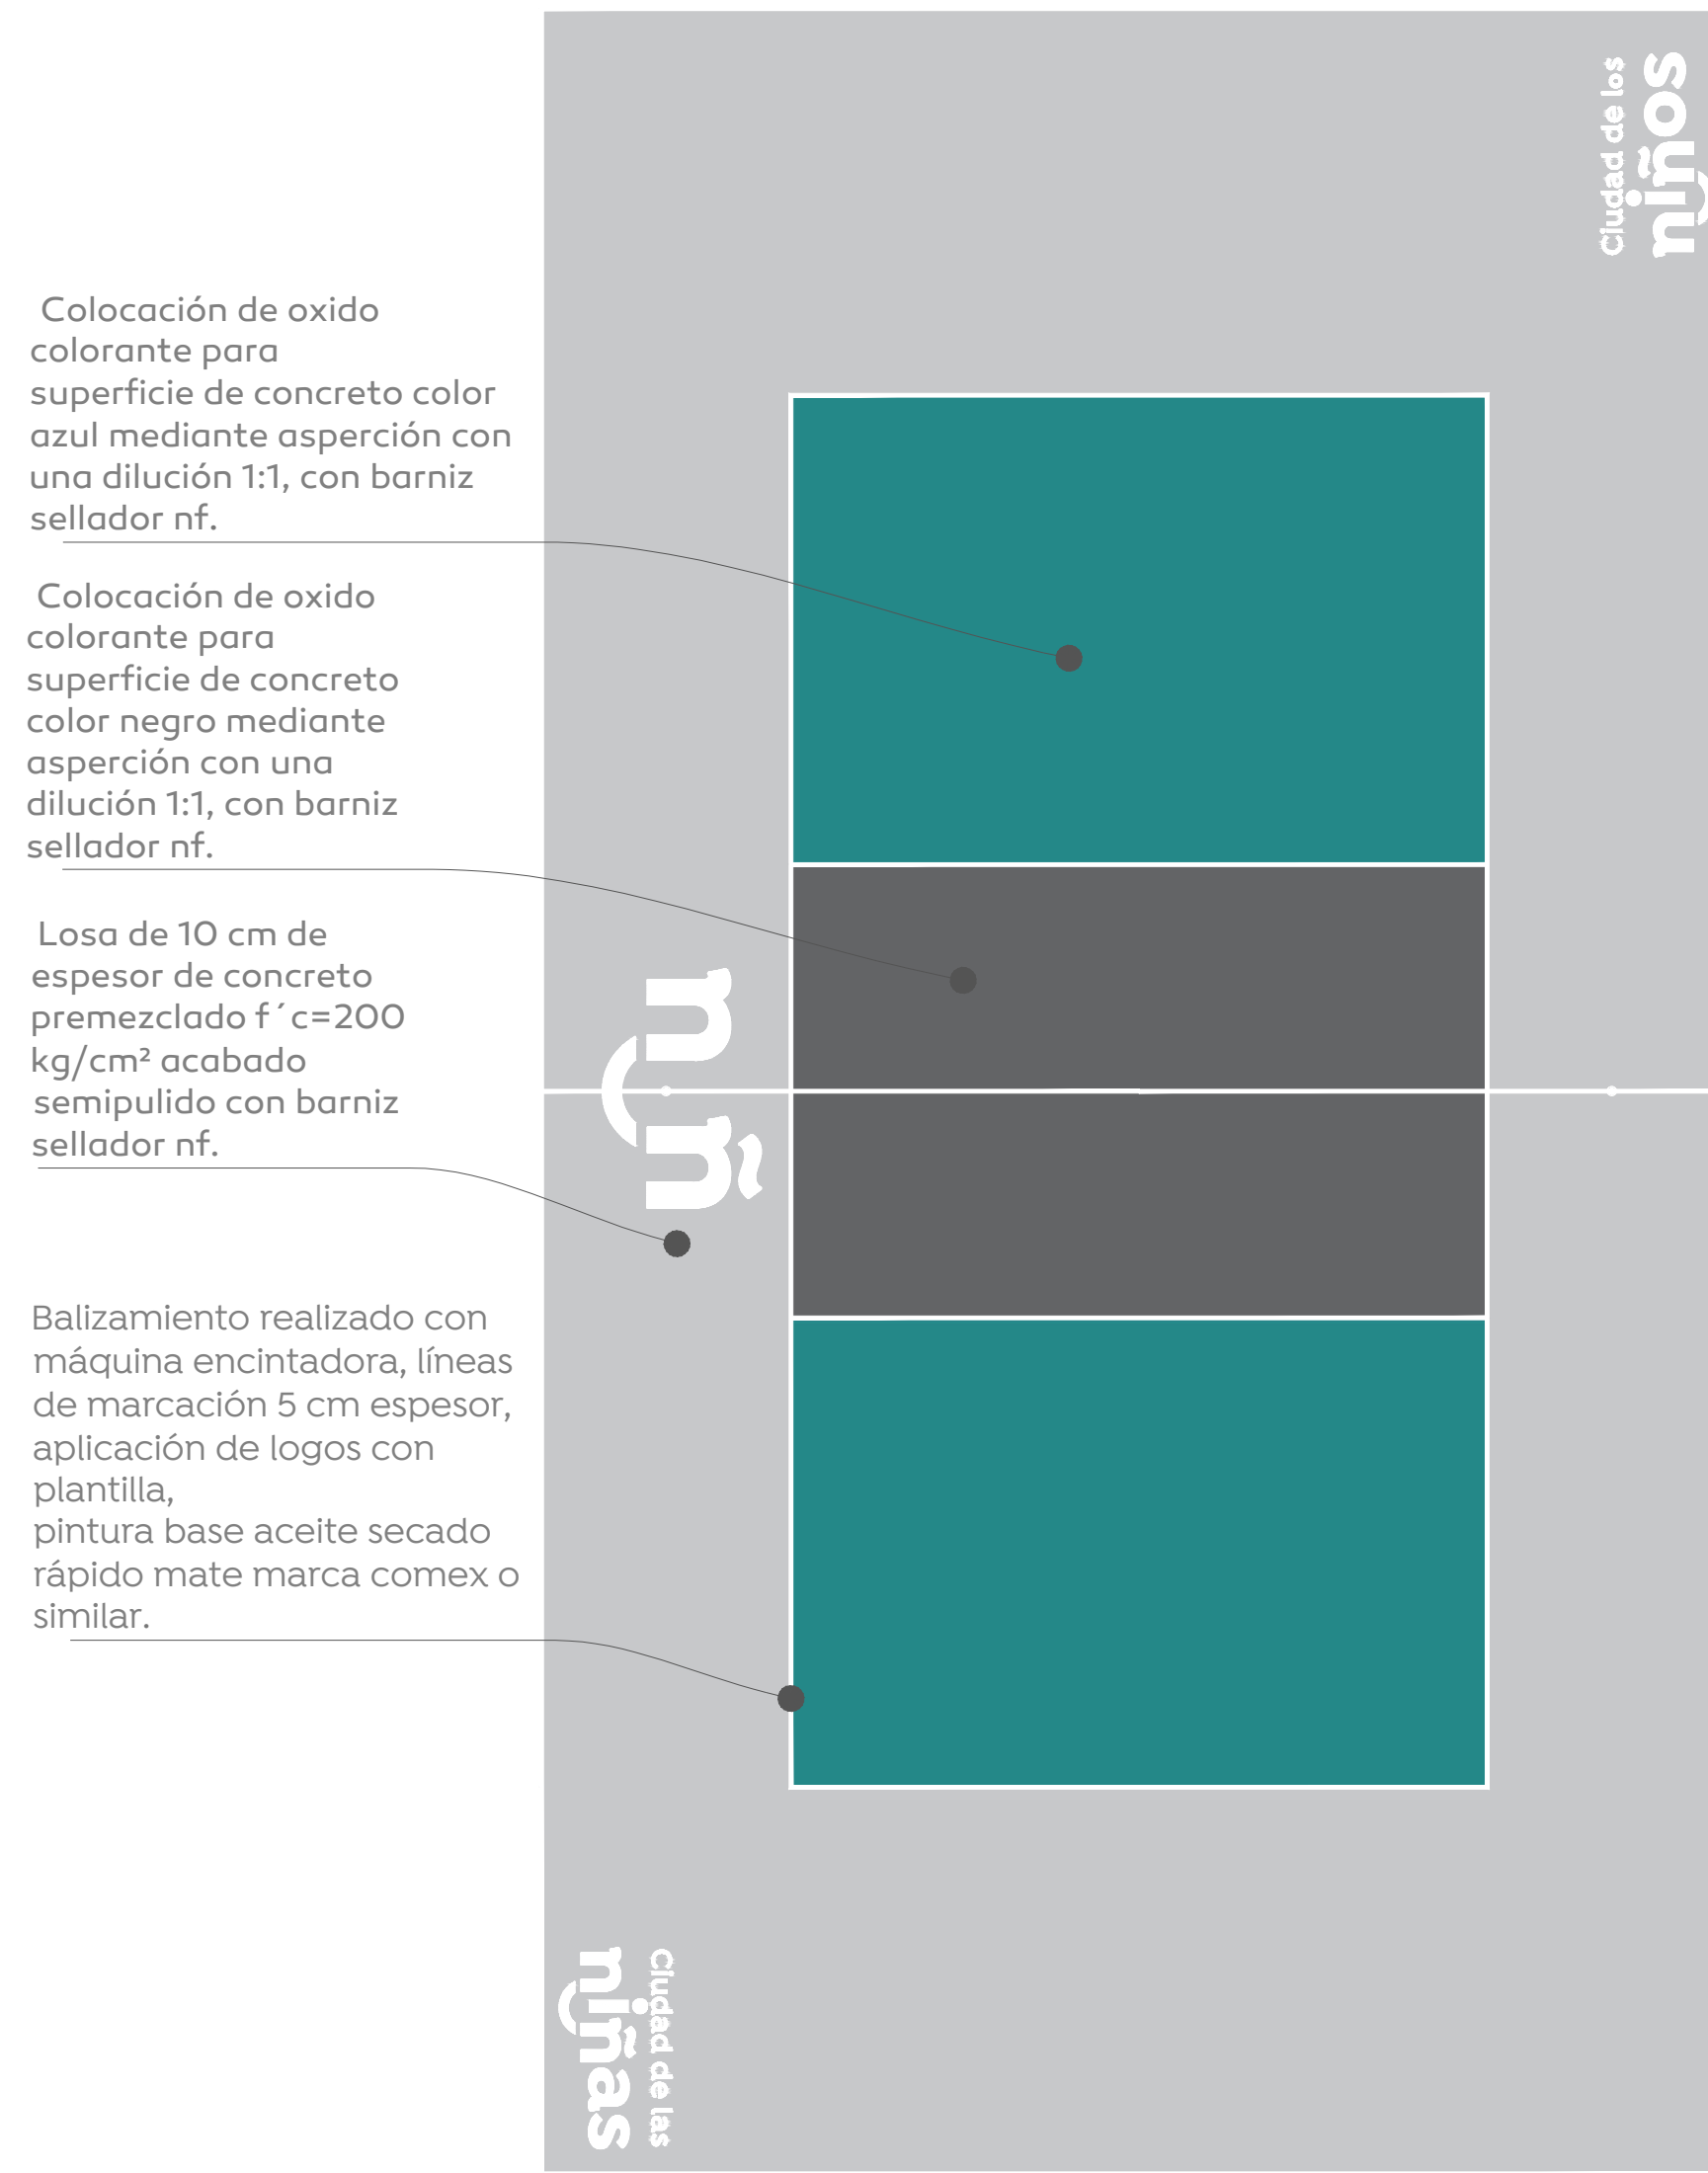 Ciudad de los
niños
Colocación de oxido
colorante para
superficie de concreto color
azul mediante asperción con
una dilución 1:1, con barniz
sellador nf.
Colocación de oxido
colorante para
superficie de concreto
color negro mediante
asperción con una
dilución 1:1, con barniz
sellador nf.
Losa de 10 cm de
espesor de concreto
premezclado f´c=200
kg/cm² acabado
semipulido con barniz
sellador nf.
n ñ
Balizamiento realizado con
máquina encintadora, líneas
de marcación 5 cm espesor,
aplicación de logos con
plantilla,
pintura base aceite secado
rápido mate marca comex o
similar.
Ciudad de las
niñas